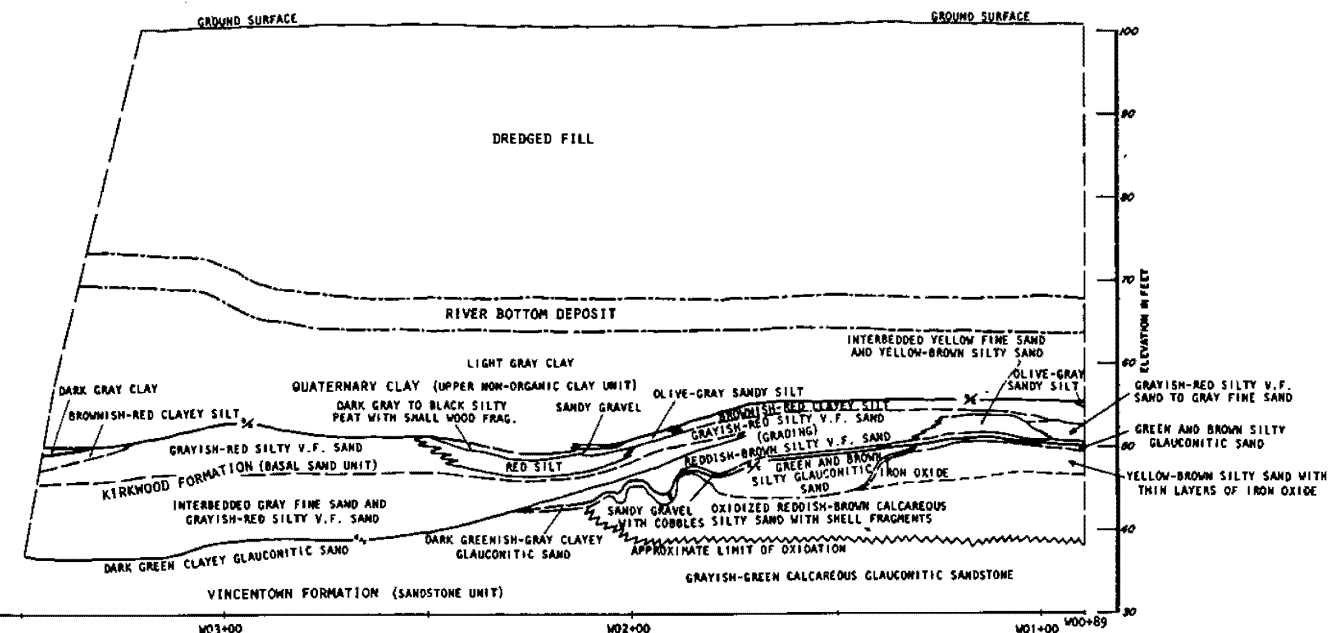 GROUND SURFACE
GROUND SURFACE
100
DREDGED FILL
90
80
70
ELEVATION IN FEET
RIVER BOTTOM DEPOSIT
INTERBEDDED YELLOW FINE SAND
AND YELLOW-BROWN SILTY SAND
60
LIGHT GRAY CLAY
OLIVE-GRAY
SANDY SILT
DARK GRAY CLAY
QUATERNARY CLAY (UPPER NON-ORGANIC CLAY UNIT)
OLIVE-GRAY SANDY SILT
GRAYISH-RED SILTY V.F.
SAND TO GRAY FINE SAND
BROWNISH-RED CLAYEY SILT
DARK GRAY TO BLACK SILTY
PEAT WITH SMALL WOOD FRAG.
SANDY GRAVEL
BROWNISH-RED CLAYEY SILT
GRAYISH-RED SILTY V.F. SAND
(GRADING)
GREEN AND BROWN SILTY
GLAUCONITIC SAND
GRAYISH-RED SILTY V.F. SAND
REDDISH-BROWN SILTY V.F. SAND
50
RED SILT
KIRKWOOD FORMATION (BASAL SAND UNIT)
GREEN AND BROWN
SILTY GLAUCONITIC
SAND
IRON OXIDE
YELLOW-BROWN SILTY SAND WITH
THIN LAYERS OF IRON OXIDE
INTERBEDDED GRAY FINE SAND AND
GRAYISH-RED SILTY V.F. SAND
SANDY GRAVEL
WITH COBBLES
OXIDIZED REDDISH-BROWN CALCAREOUS
SILTY SAND WITH SHELL FRAGMENTS
40
DARK GREENISH-GRAY CLAYEY
GLAUCONITIC SAND
APPROXIMATE LIMIT OF OXIDATION
DARK GREEN CLAYEY GLAUCONITIC SAND
GRAYISH-GREEN CALCAREOUS GLAUCONITIC SANDSTONE
VINCENTOWN FORMATION (SANDSTONE UNIT)
30
W03+00
W02+00
W01+00
W00+89